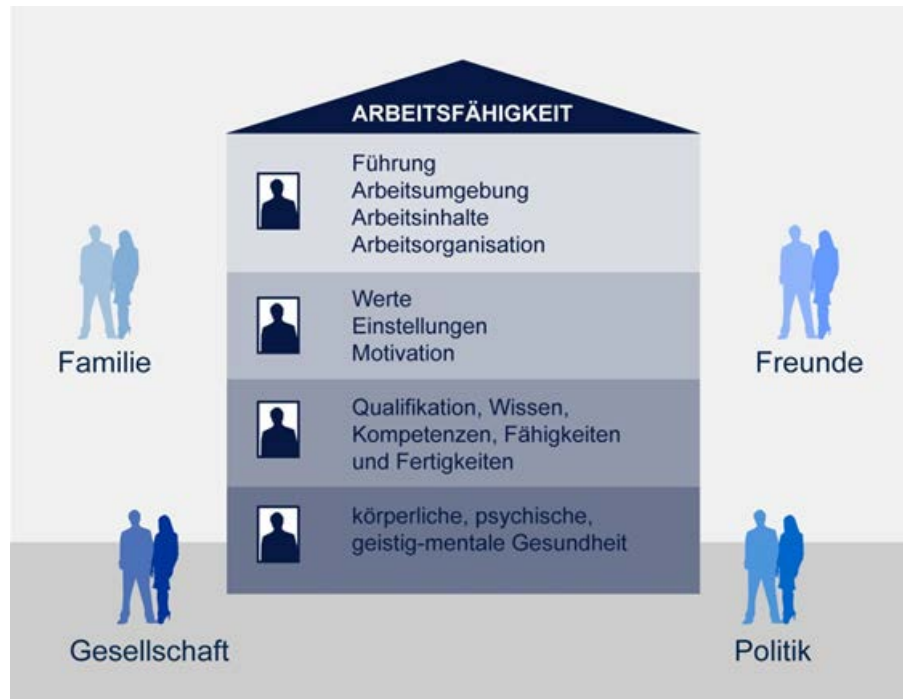 ARBEITSFÄHIGKEIT
Führung
Arbeitsumgebung
Arbeitsinhalte
Arbeitsorganisation
Werte
Einstellungen
Motivation
Familie
Freunde
Qualifikation, Wissen,
Kompetenzen, Fähigkeiten
und Fertigkeiten
körperliche, psychische,
geistig-mentale Gesundheit
Gesellschaft
Politik